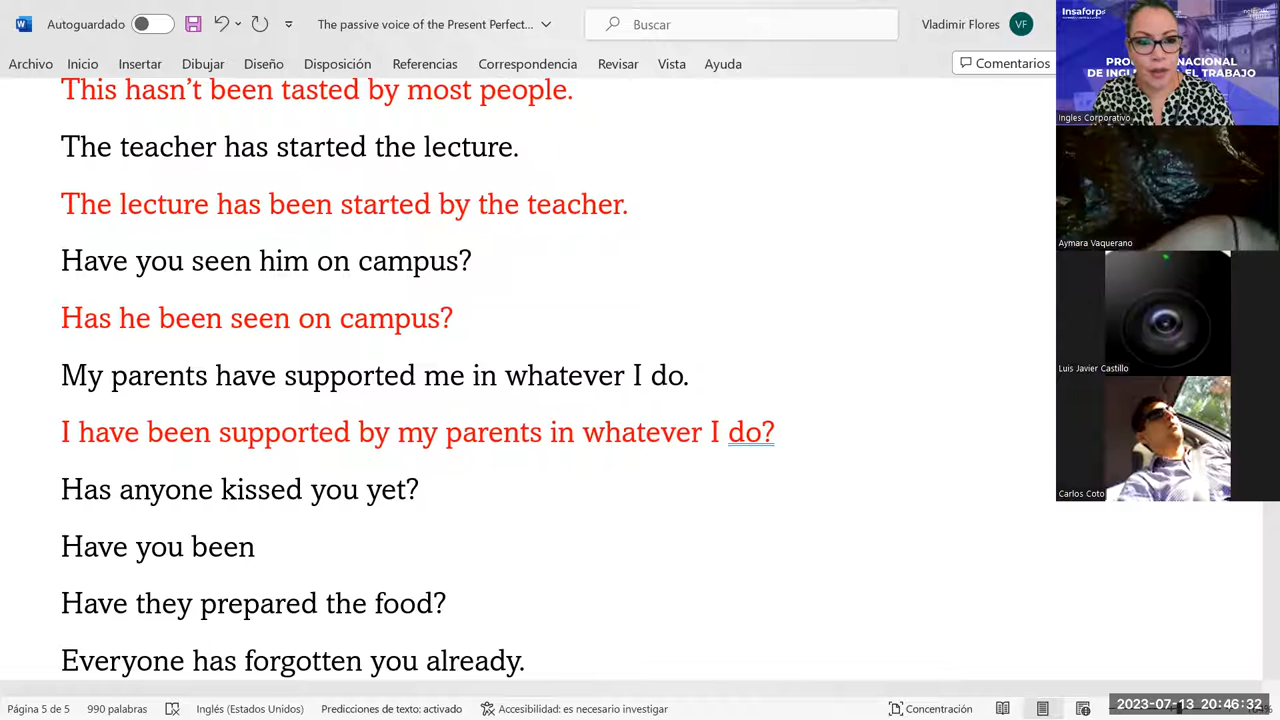 Autoguardado
The passive voice of the Present Perfect...
Buscar
Vladimir Flores
VF
Archivo
Inicio
Insertar
Dibujar
Diseño
Disposición
Referencias
Correspondencia
Revisar
Vista
Ayuda
Comentarios
This hasn't been tasted by most people.
The teacher has started the lecture.
The lecture has been started by the teacher.
Have you seen him on campus?
Has he been seen on campus?
My parents have supported me in whatever I do.
I have been supported by my parents in whatever I do?
Has anyone kissed you yet?
Have you been
Have they prepared the food?
Everyone has forgotten you already.
Insaforp
Ingles Corporativo
Aymara Vaquerano
Luis Javier Castillo
Carlos Coto
Página 5 de 5
990 palabras
Inglés (Estados Unidos)
Predicciones de texto: activado
Accesibilidad: es necesario investigar
Concentración
2023-07-13 20:46:32